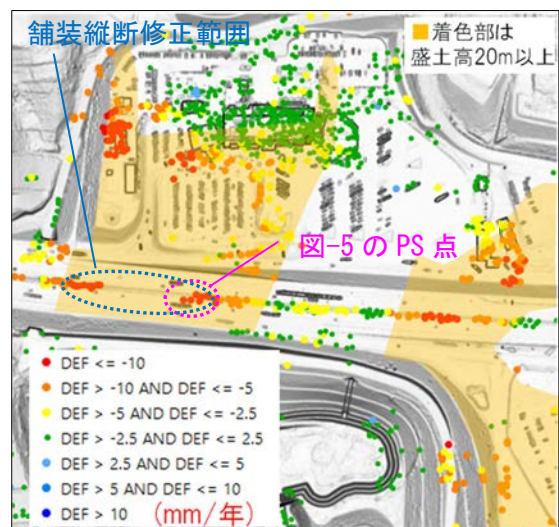 舗装縦断修正範囲
着色部は
盛土高20m以上
図-5 の PS 点
DEF <= -10
DEF > -10 AND DEF <= -5
DEF > -5 AND DEF <= -2.5
DEF > -2.5 AND DEF <= 2.5
DEF > 2.5 AND DEF <= 5
DEF > 5 AND DEF <= 10
DEF > 10 (mm/年)